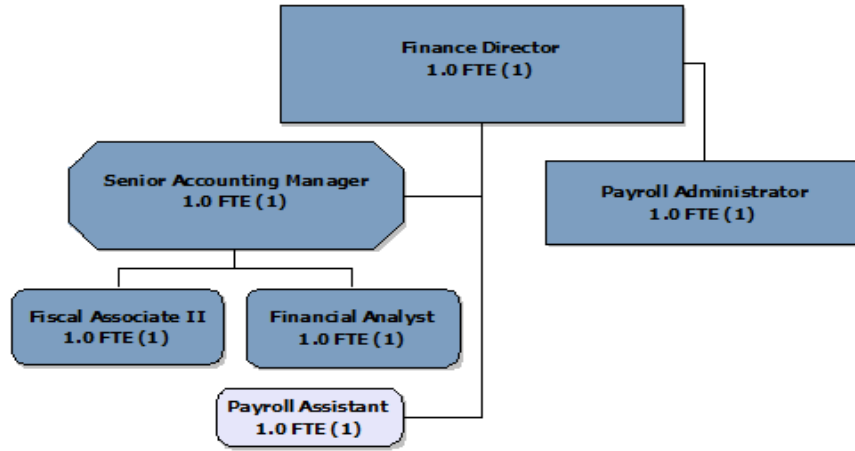 Finance Director
1.0 FTE (1)
Senior Accounting Manager
1.0 FTE (1)
Payroll Administrator
1.0 FTE (1)
Fiscal Associate II
1.0 FTE (1)
Financial Analyst
1.0 FTE (1)
Payroll Assistant
1.0 FTE (1)